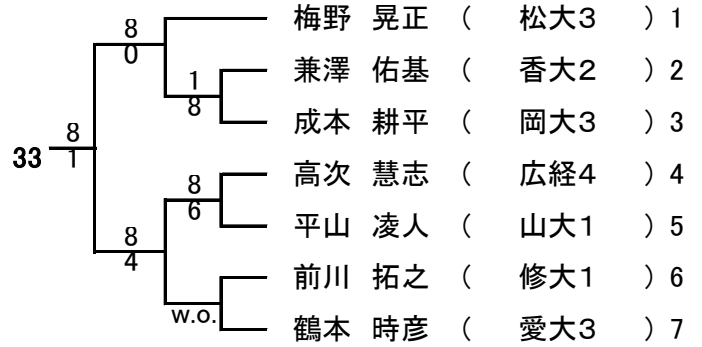 梅野 晃正 ( 松大3 ) 1
8
0
兼澤 佑基 ( 香大2 ) 2
1
8
成本 耕平 ( 岡大3 ) 3
8
33
1
高次 慧志 ( 広経4 ) 4
8
6
平山 凌人 ( 山大1 ) 5
8
4
前川 拓之 ( 修大1 ) 6
w.o.
鶴本 時彦 ( 愛大3 ) 7